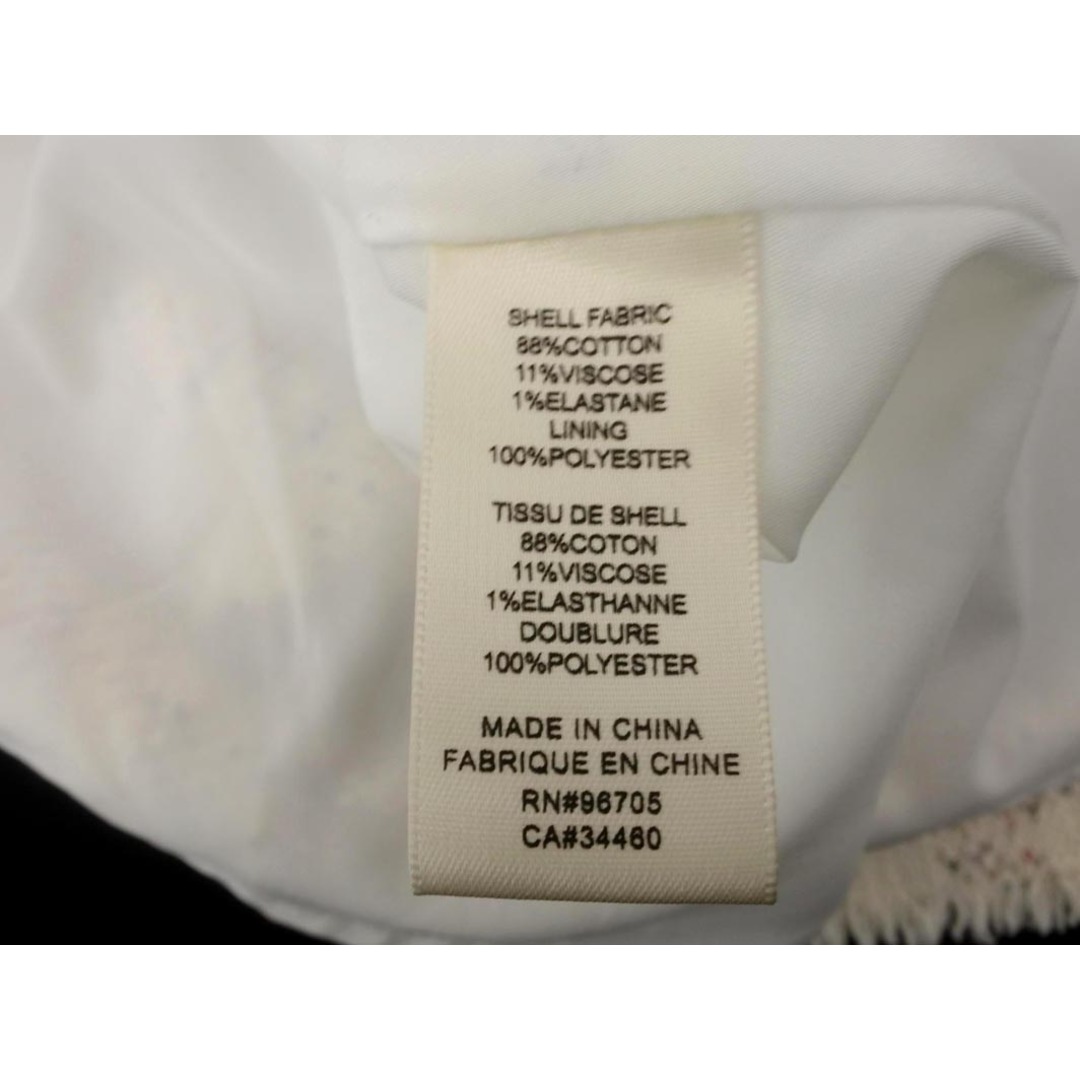 SHELL FABRIC
88%COTTON
11%VISCOSE
1%ELASTANE
LINING
100%POLYESTER
TISSU DE SHELL
88%COTON
11%VISCOSE
1%ELASTHANNE
DOUBLURE
100%POLYESTER
MADE IN CHINA
FABRIQUE EN CHINE
RN#96705
CA#34460